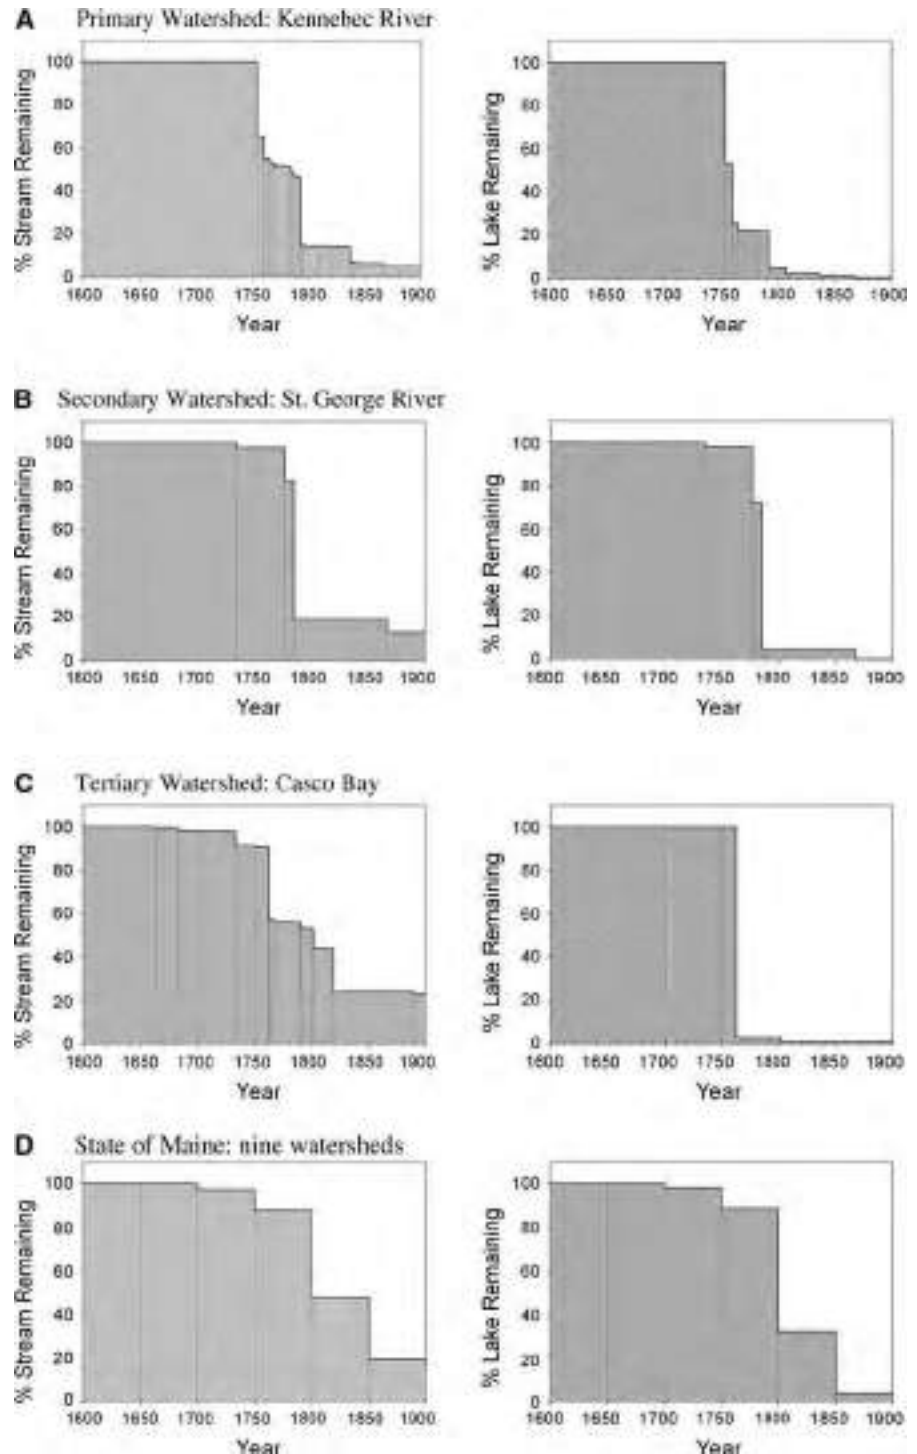 A Primary Watershed: Kennebec River
% Stream Remaining
100
80
60
40
20
0
1600 1650 1700 1750 1800 1850 1900
Year
% Lake Remaining
100
80
60
40
20
0
1600 1650 1700 1750 1800 1850 1900
Year
B Secondary Watershed: St. George River
% Stream Remaining
100
80
60
40
20
0
1600 1650 1700 1750 1800 1850 1900
Year
% Lake Remaining
100
80
60
40
20
0
1600 1650 1700 1750 1800 1850 1900
Year
C Tertiary Watershed: Casco Bay
% Stream Remaining
100
80
60
40
20
0
1600 1650 1700 1750 1800 1850 1900
Year
% Lake Remaining
100
80
60
40
20
0
1600 1650 1700 1750 1800 1850 1900
Year
D State of Maine: nine watersheds
% Stream Remaining
100
80
60
40
20
0
1600 1650 1700 1750 1800 1850 1900
Year
% Lake Remaining
100
80
60
40
20
0
1600 1650 1700 1750 1800 1850 1900
Year